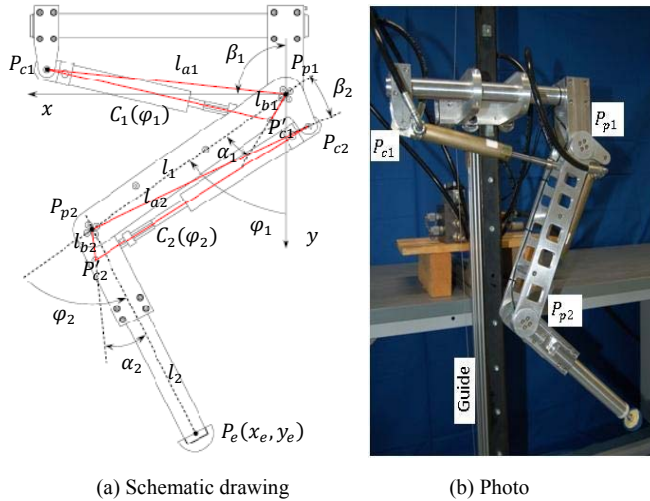 P_{c1}
l_{a1}
β_1
P_{p1}
x
C_1(φ_1)
l_{b1}
β_2
P'_{c1}
P_{c2}
α_1
l_1
P_{p2}
l_{a2}
φ_1
l_{b2}
C_2(φ_2)
y
P'_{c2}
φ_2
α_2
l_2
P_e(x_e, y_e)
(a) Schematic drawing
P_{p1}
P_{c1}
P_{p2}
Guide
(b) Photo